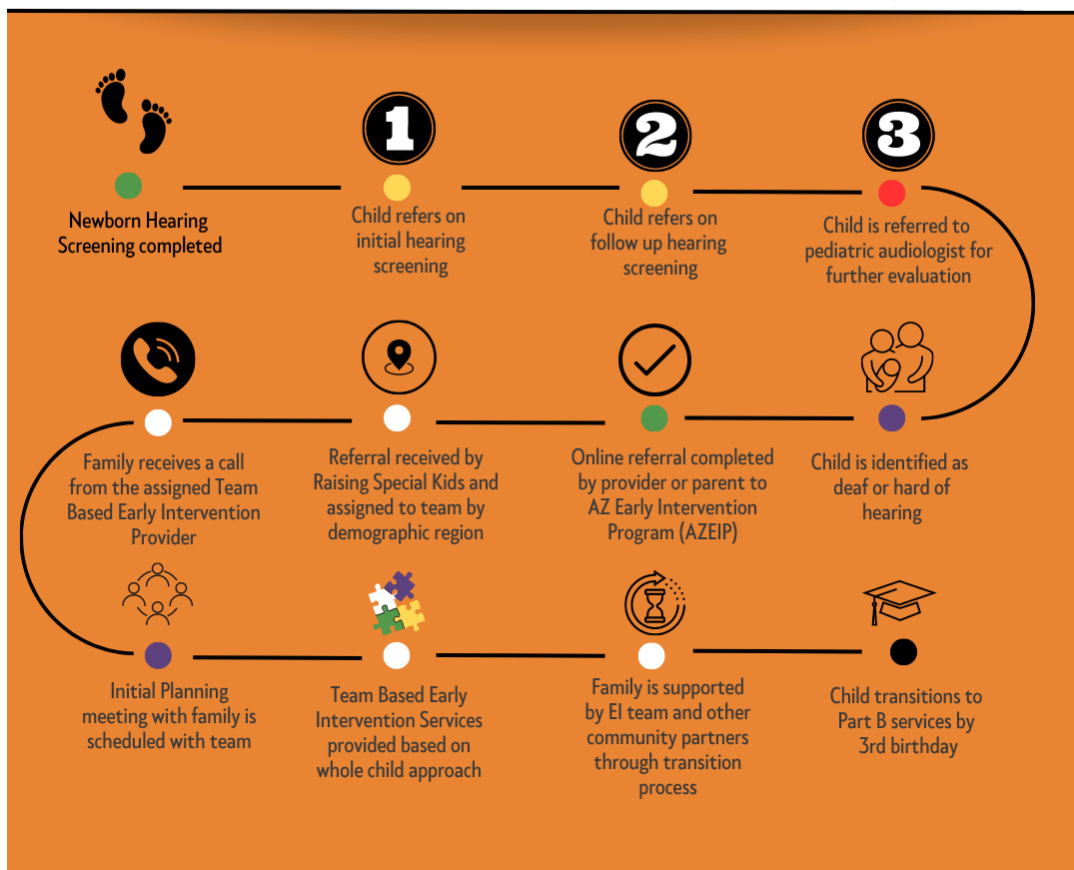 1
2
3
Newborn Hearing
Screening completed
Child refers on
initial hearing
screening
Child refers on
follow up hearing
screening
Child is referred to
pediatric audiologist for
further evaluation
Child is identified as
deaf or hard of
hearing
Online referral completed
by provider or parent to
AZ Early Intervention
Program (AZEIP)
Referral received by
Raising Special Kids and
assigned to team by
demographic region
Family receives a call
from the assigned Team
Based Early Intervention
Provider
Initial Planning
meeting with family is
scheduled with team
Team Based Early
Intervention Services
provided based on
whole child approach
Family is supported
by EI team and other
community partners
through transition
process
Child transitions to
Part B services by
3rd birthday